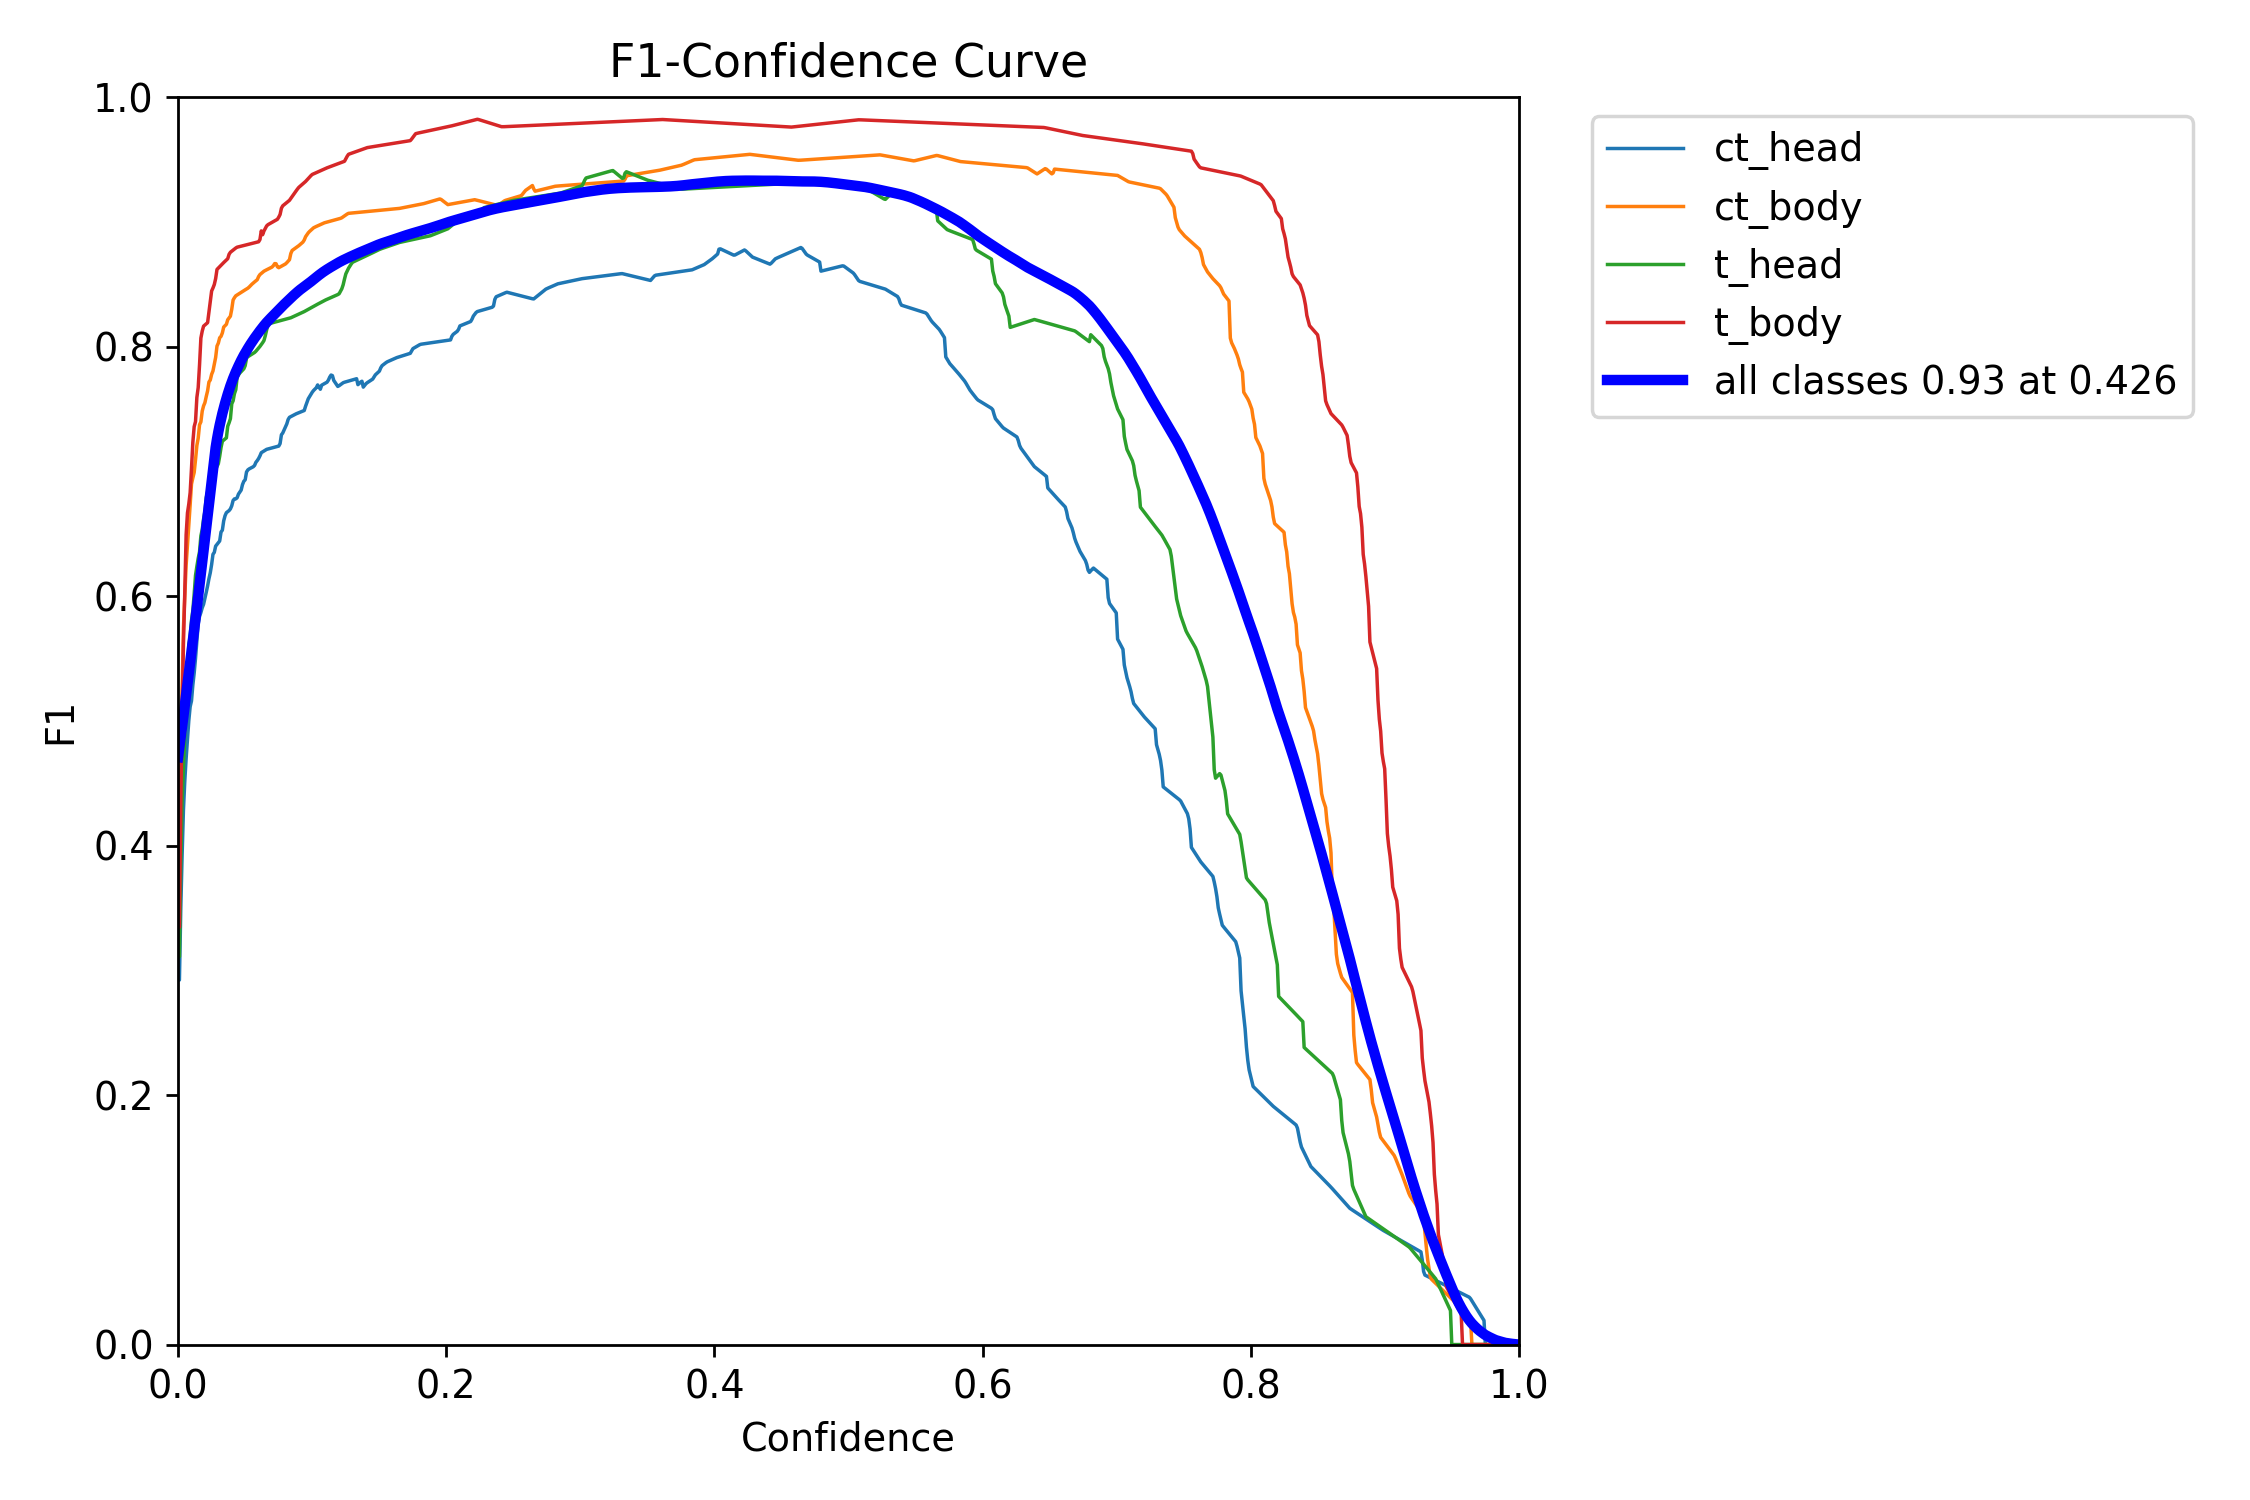 F1-Confidence Curve
1.0
0.8
0.6
0.4
0.2
0.0
F1
0.0 0.2 0.4 0.6 0.8 1.0
Confidence
ct_head
ct_body
t_head
t_body
all classes 0.93 at 0.426